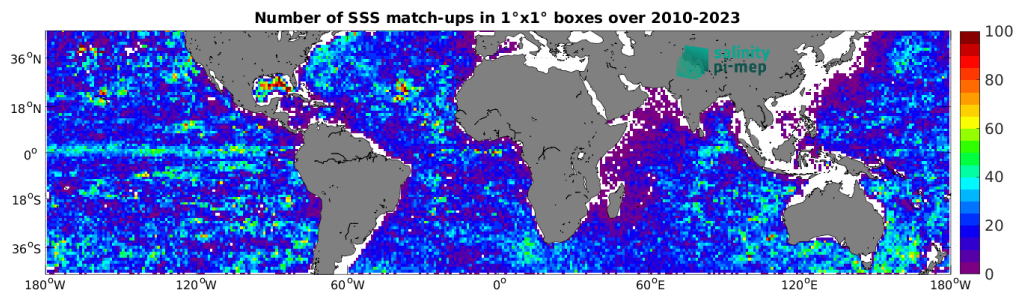 Number of SSS match-ups in 1°x1° boxes over 2010-2023
salinity
pi-mep
36°N
18°N
0°
18°S
36°S
180°W
120°W
60°W
0°
60°E
120°E
180°W
100
80
60
40
20
0